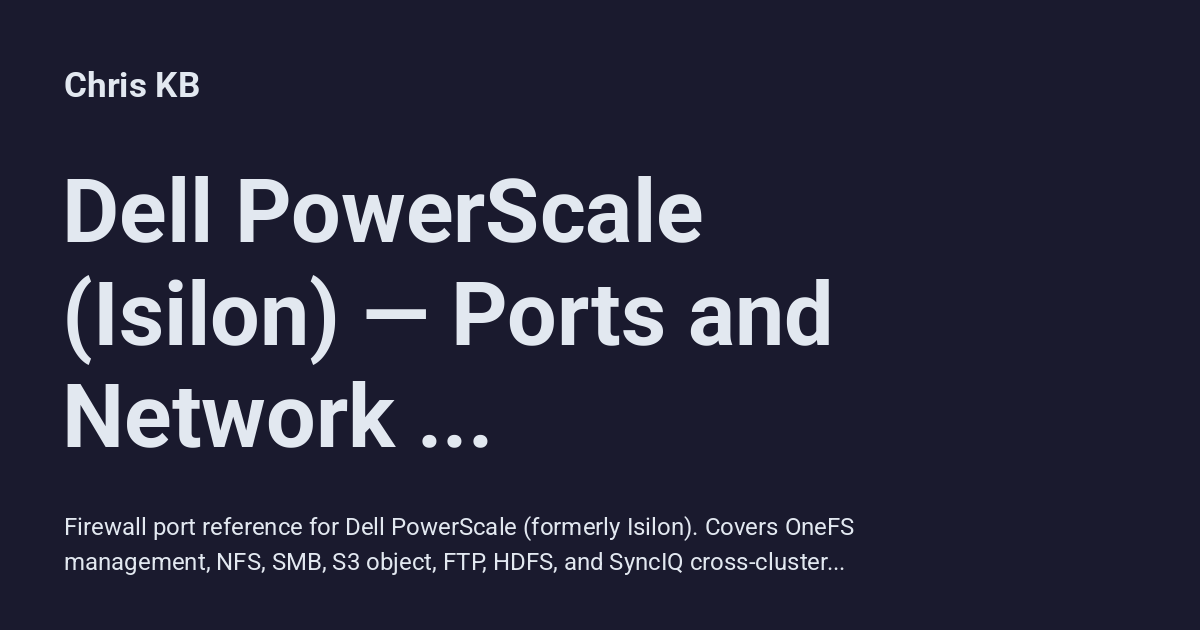 Chris KB
Dell PowerScale
(Isilon) — Ports and
Network ...
Firewall port reference for Dell PowerScale (formerly Isilon). Covers OneFS
management, NFS, SMB, S3 object, FTP, HDFS, and SyncIQ cross-cluster...